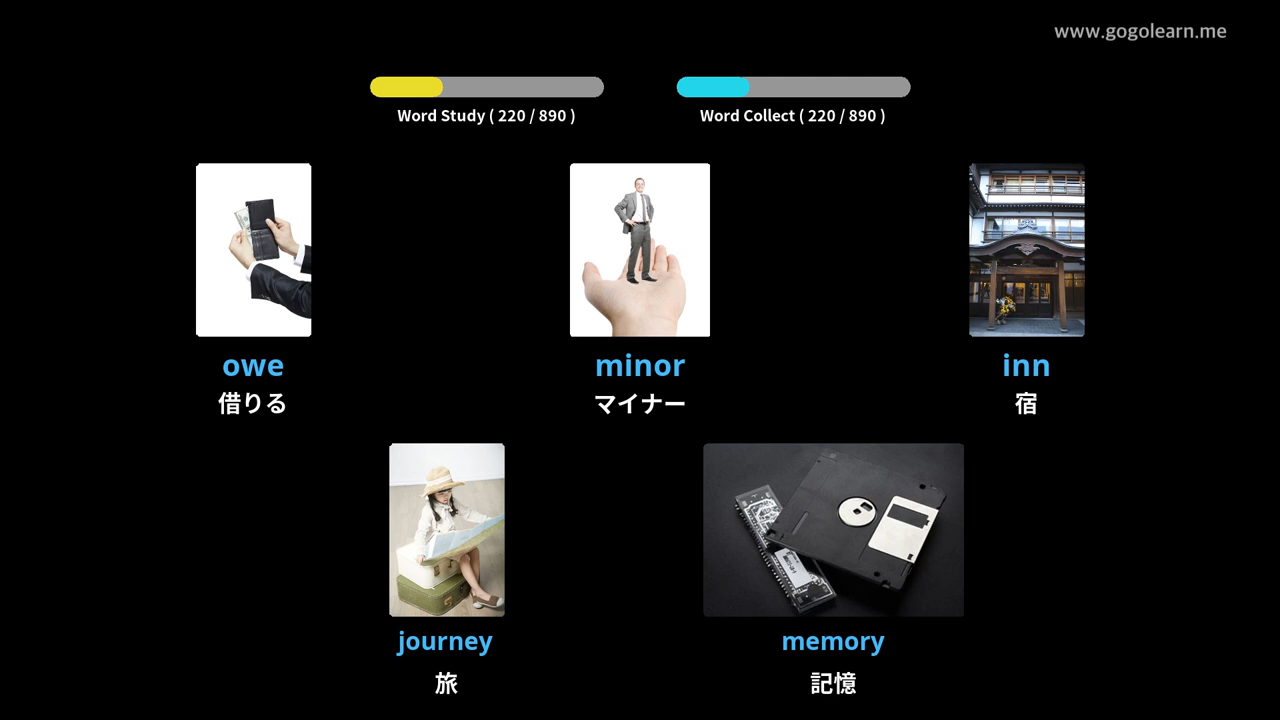 www.gogolearn.me
Word Study ( 220 / 890 )
Word Collect ( 220 / 890 )
owe
minor
inn
借りる
マイナー
宿
journey
memory
旅
記憶